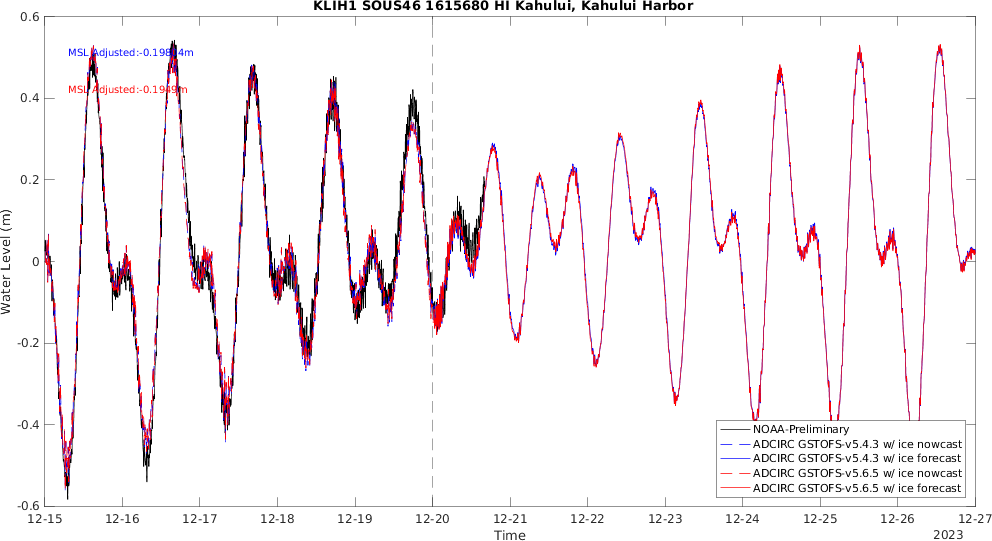 KLIH1 SOUS46 1615680 HI Kahului, Kahului Harbor
0.6
MSL Adjusted:-0.19 4m
MSL Adjusted:-0.1949m
0.4
0.2
Water Level (m)
0
-0.2
-0.4
NOAA-Preliminary
ADCIRC GSTOFS-v5.4.3 w/ ice nowcast
ADCIRC GSTOFS-v5.4.3 w/ ice forecast
ADCIRC GSTOFS-v5.6.5 w/ ice nowcast
ADCIRC GSTOFS-v5.6.5 w/ ice forecast
-0.6
12-15 12-16 12-17 12-18 12-19 12-20 12-21 12-22 12-23 12-24 12-25 12-26 12-27
Time
2023